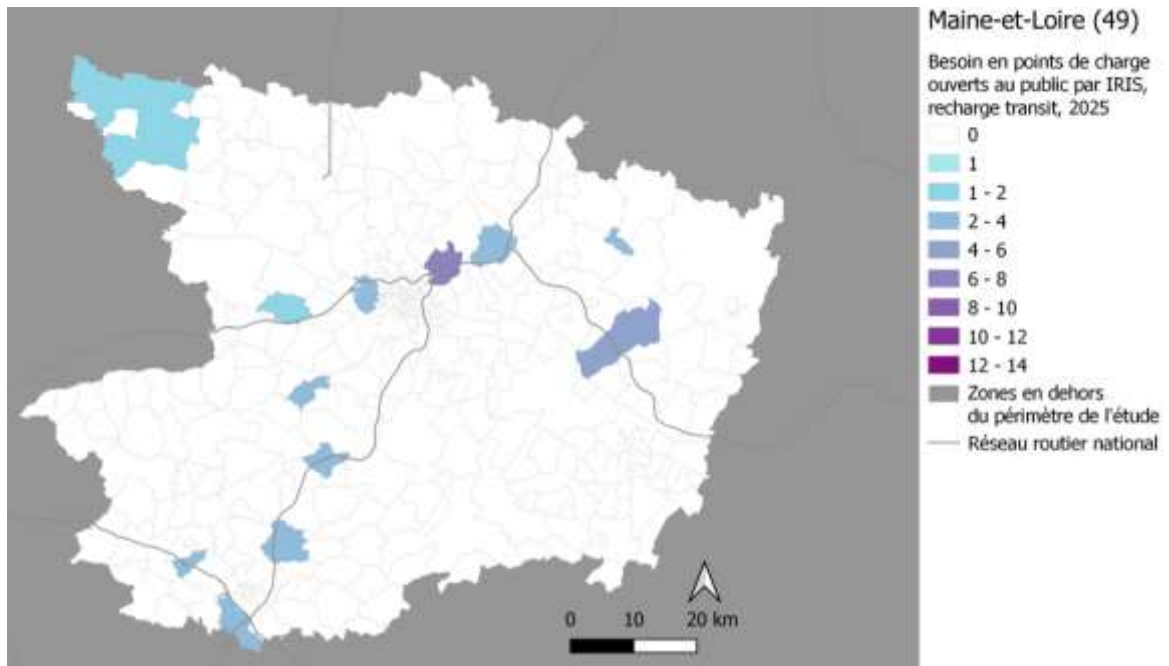 Maine-et-Loire (49)
Besoin en points de charge
ouverts au public par IRIS,
recharge transit, 2025
0
1
1 - 2
2 - 4
4 - 6
6 - 8
8 - 10
10 - 12
12 - 14
Zones en dehors
du périmètre de l'étude
Réseau routier national
0 10 20 km